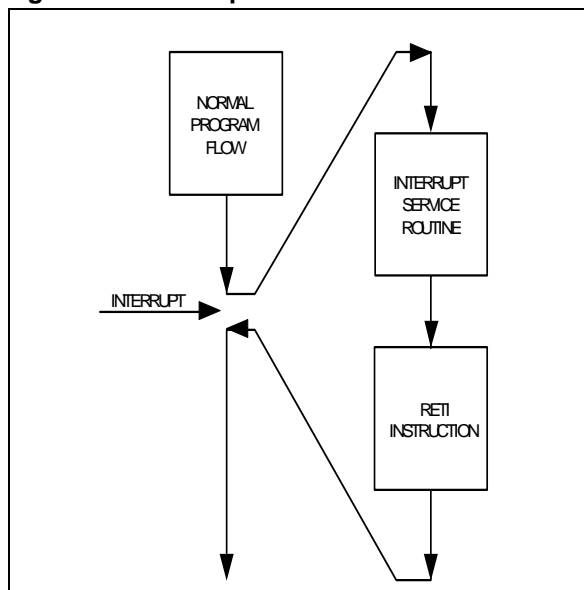 NORMAL
PROGRAM
FLOW
INTERRUPT
SERVICE
ROUTINE
INTERRUPT
RETI
INSTRUCTION